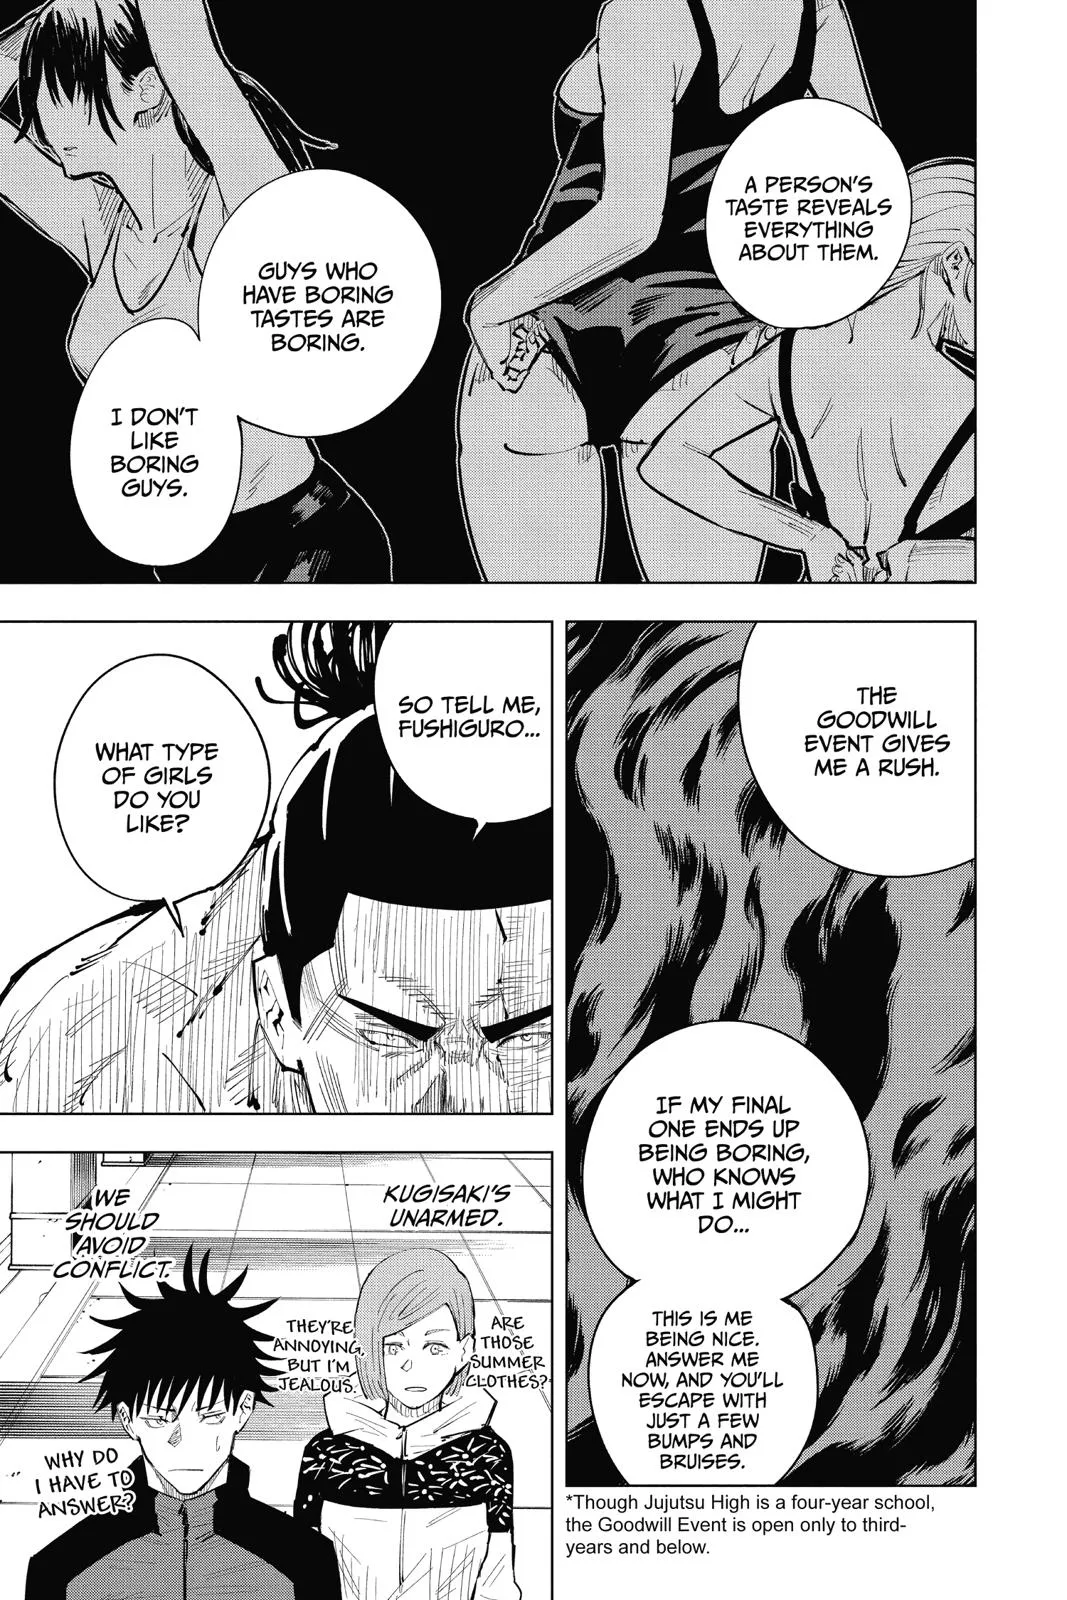 A PERSON'S
TASTE REVEALS
EVERYTHING
ABOUT THEM.
GUYS WHO
HAVE BORING
TASTES ARE
BORING.
I DON'T
LIKE
BORING
GUYS.
THE
GOODWILL
EVENT GIVES
ME A RUSH.
IF MY FINAL
ONE ENDS UP
BEING BORING,
WHO KNOWS
WHAT I MIGHT
DO...
THIS IS ME
BEING NICE.
ANSWER ME
NOW, AND YOU'LL
ESCAPE WITH
JUST A FEW
BUMPS AND
BRUISES.
*Though Jujutsu High is a four-year school,
the Goodwill Event is open only to third-
years and below.
SO TELL ME,
FUSHIGURO...
WHAT TYPE
OF GIRLS
DO YOU
LIKE?
KUGISAKI'S
UNARMED.
WE
SHOULD
AVOID
CONFLICT.
ARE
THOSE
SUMMER
CLOTHES?
THEY'RE
ANNOYING,
BUT I'M
JEALOUS.
WHY DO
I HAVE TO
ANSWER?